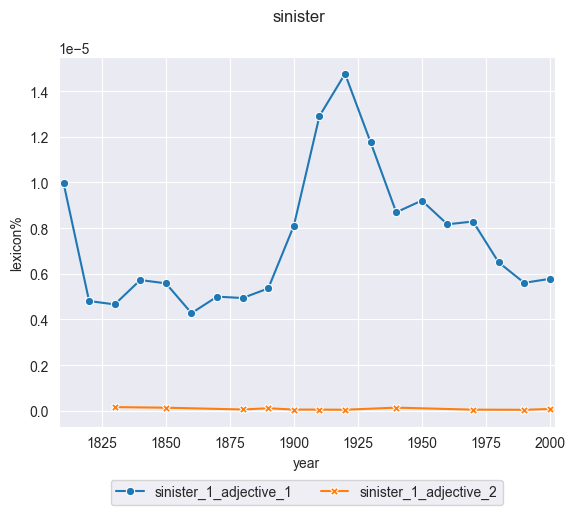 sinister
1e−5
1.4
1.2
1.0
0.8
0.6
0.4
0.2
0.0
lexicon%
1825 1850 1875 1900 1925 1950 1975 2000
year
sinister_1_adjective_1 sinister_1_adjective_2